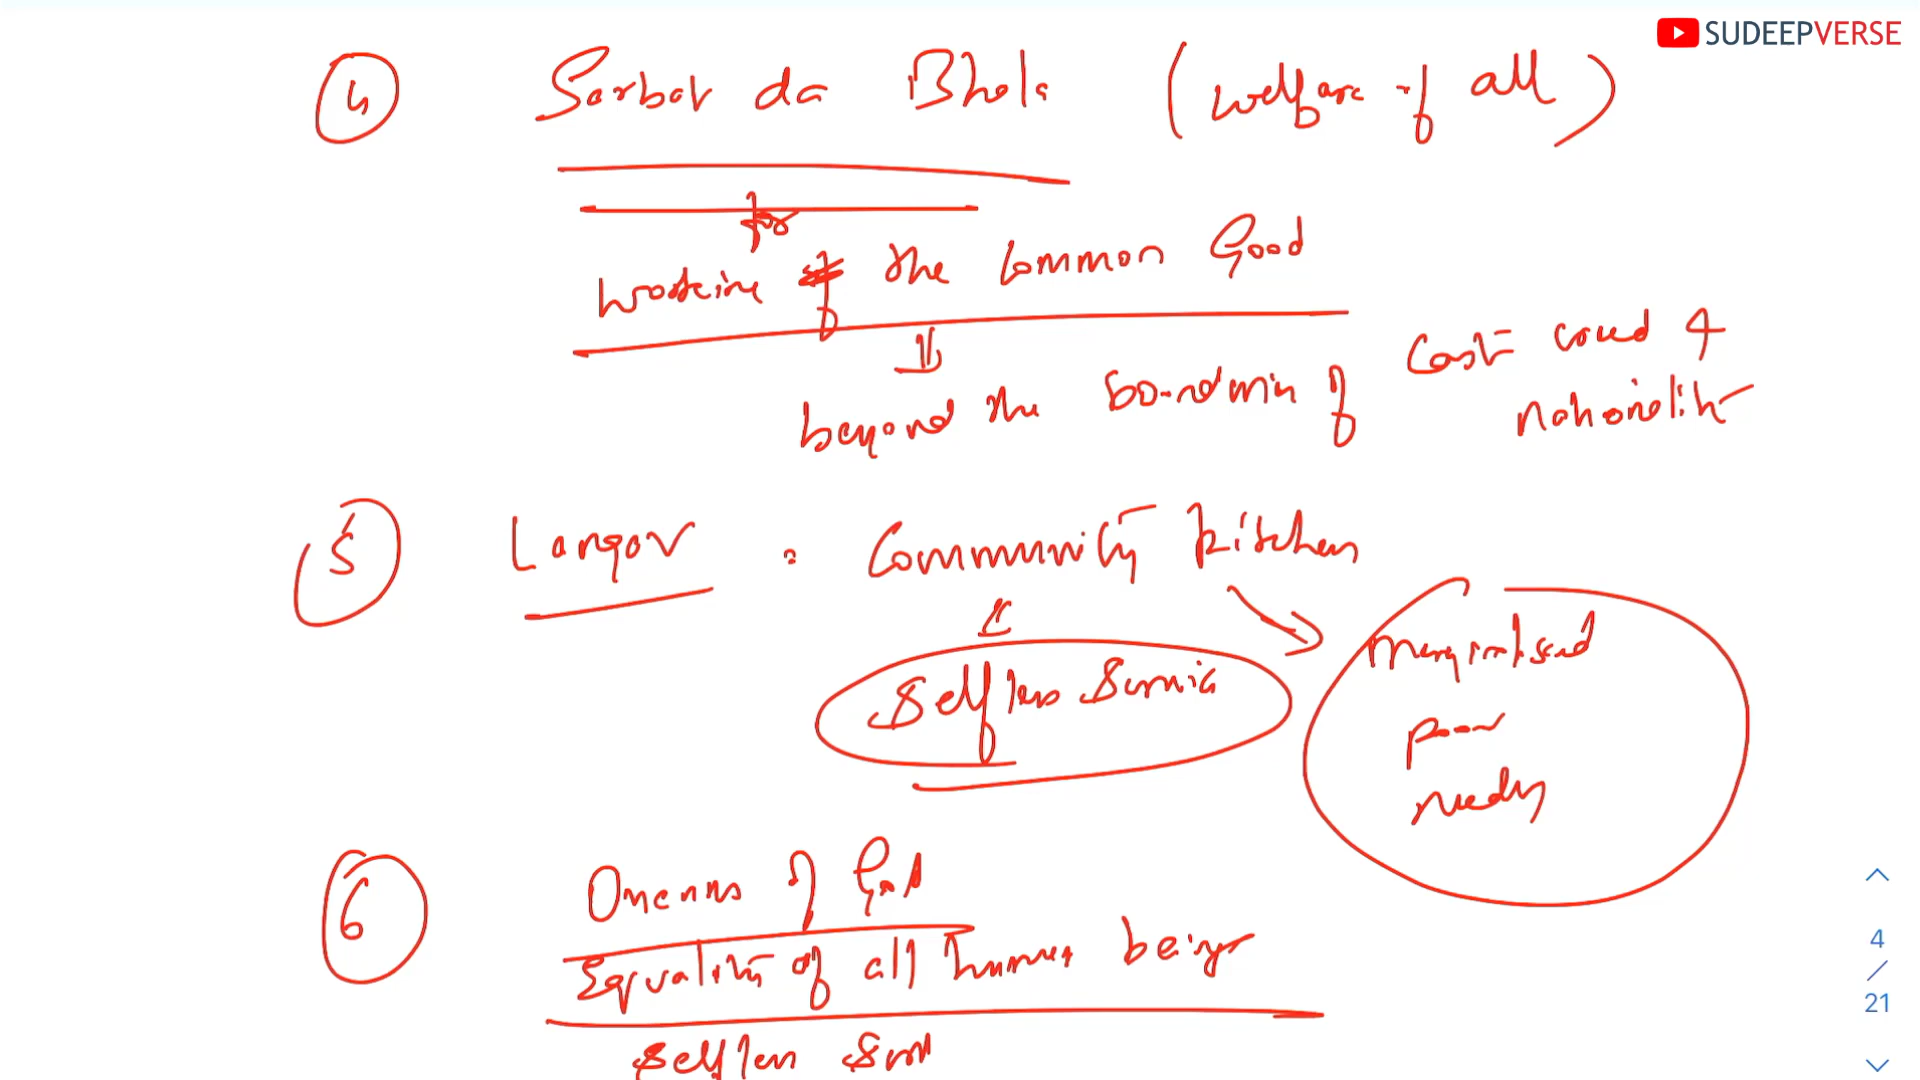 SUDEEPVERSE
4 Sarbat da Bhala (welfare of all)
for
working of the Common Good
beyond the boundaries of Caste creed & nationality
5 Langar : Community kitchen
Selfless Service
marginalised
poor
needy
6 Oneness of God
Equality of all human beings
Selfless
4
/
21